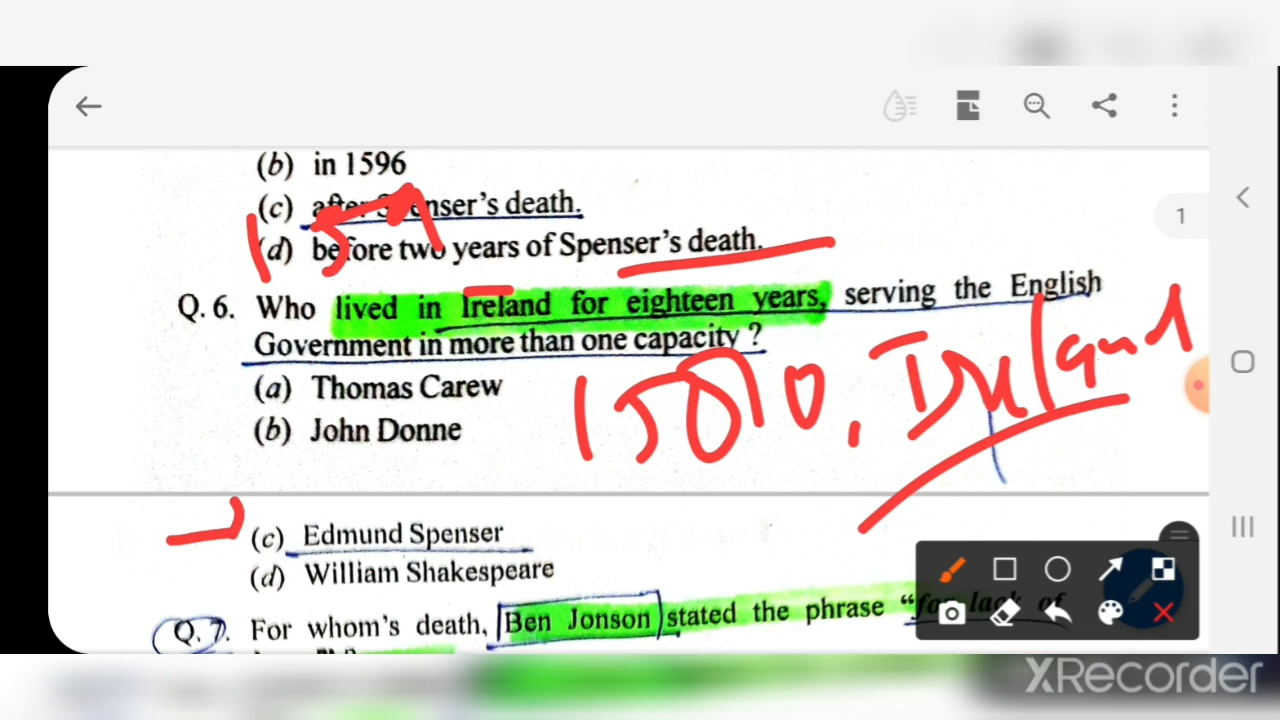 1
(b) in 1596
(c) after Spenser's death.
159
(d) before two years of Spenser's death.
Q. 6. Who lived in Ireland for eighteen years, serving the English
Government in more than one capacity ?
(a) Thomas Carew
(b) John Donne
Ireland
(c) Edmund Spenser
(d) William Shakespeare
Q. 7. For whom's death, Ben Jonson stated the phrase “for lack of
XRecorder